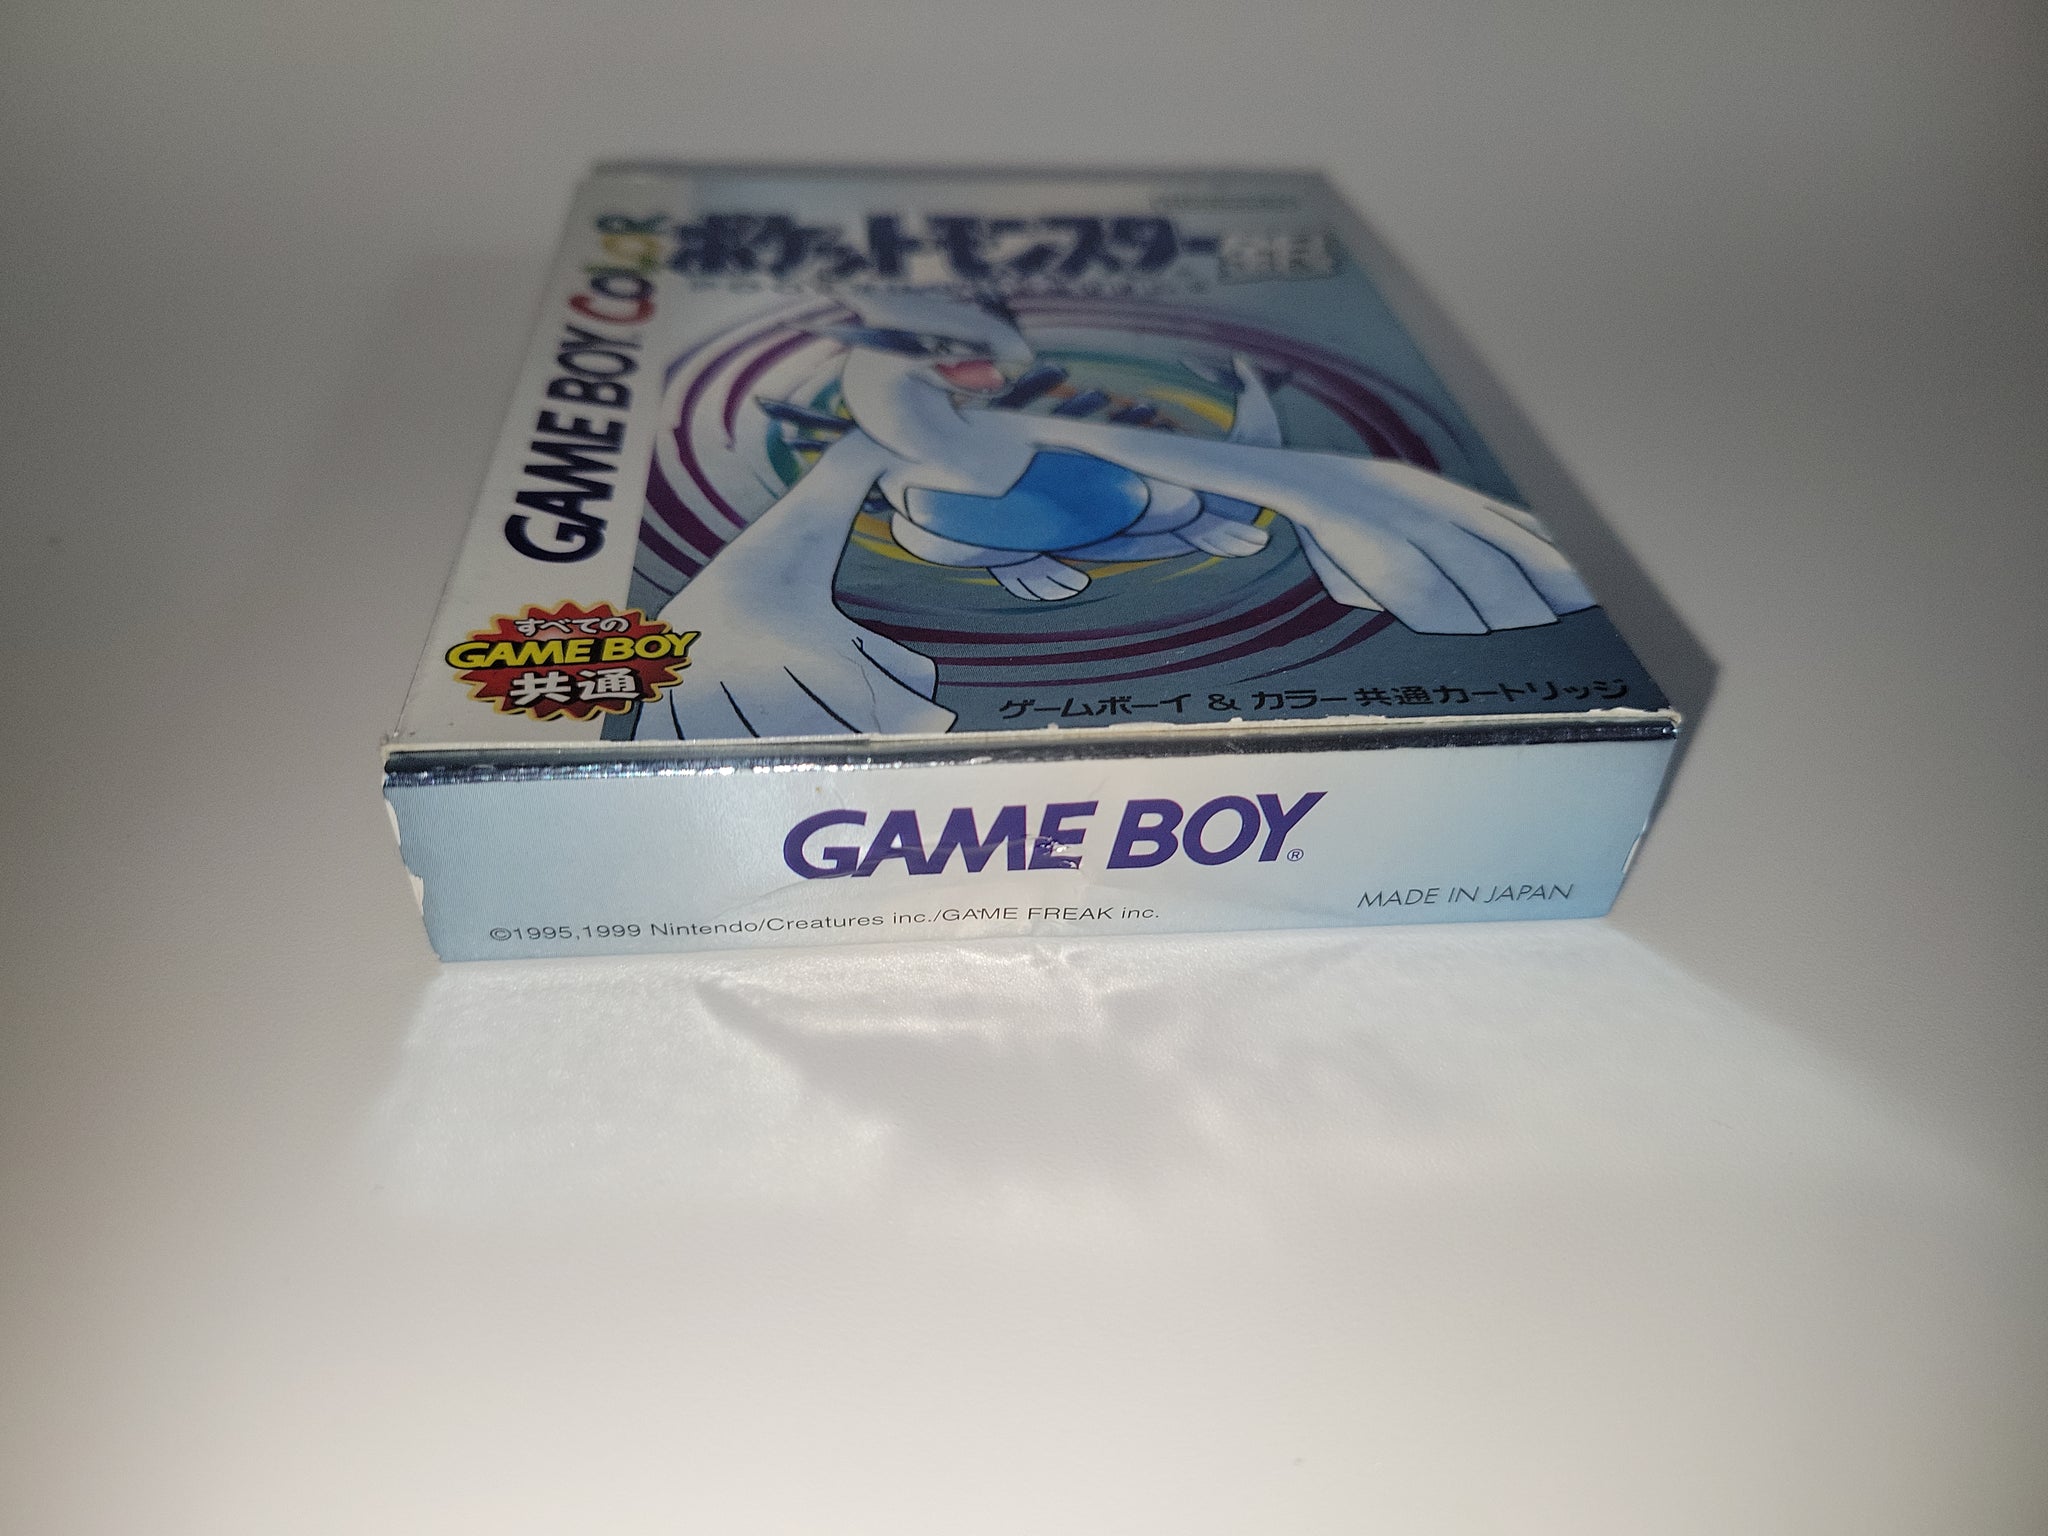 GAME BOY COLOR
ポケットモンスター 銀
すべての
GAME BOY
共通
ゲームボーイ & カラー共通カートリッジ
GAME BOY®
©1995,1999 Nintendo/Creatures inc./GAME FREAK inc.
MADE IN JAPAN